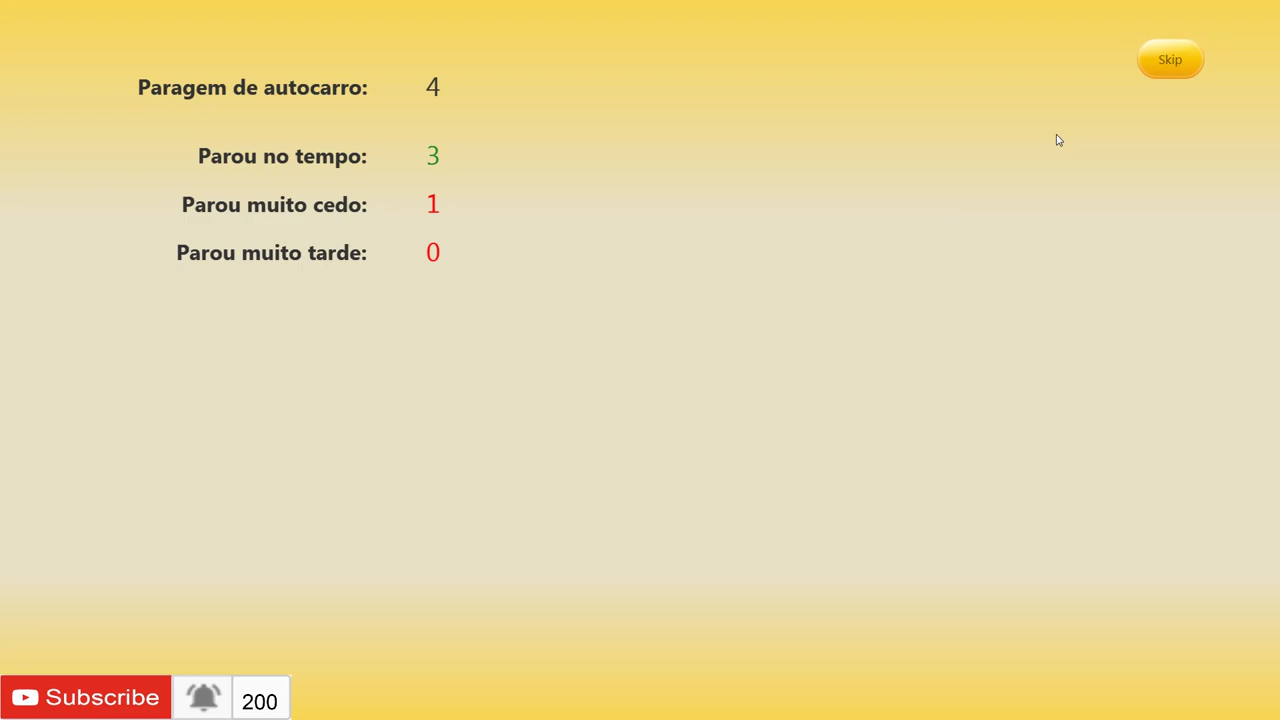 Skip
Paragem de autocarro: 4
Parou no tempo: 3
Parou muito cedo: 1
Parou muito tarde: 0
Subscribe 200